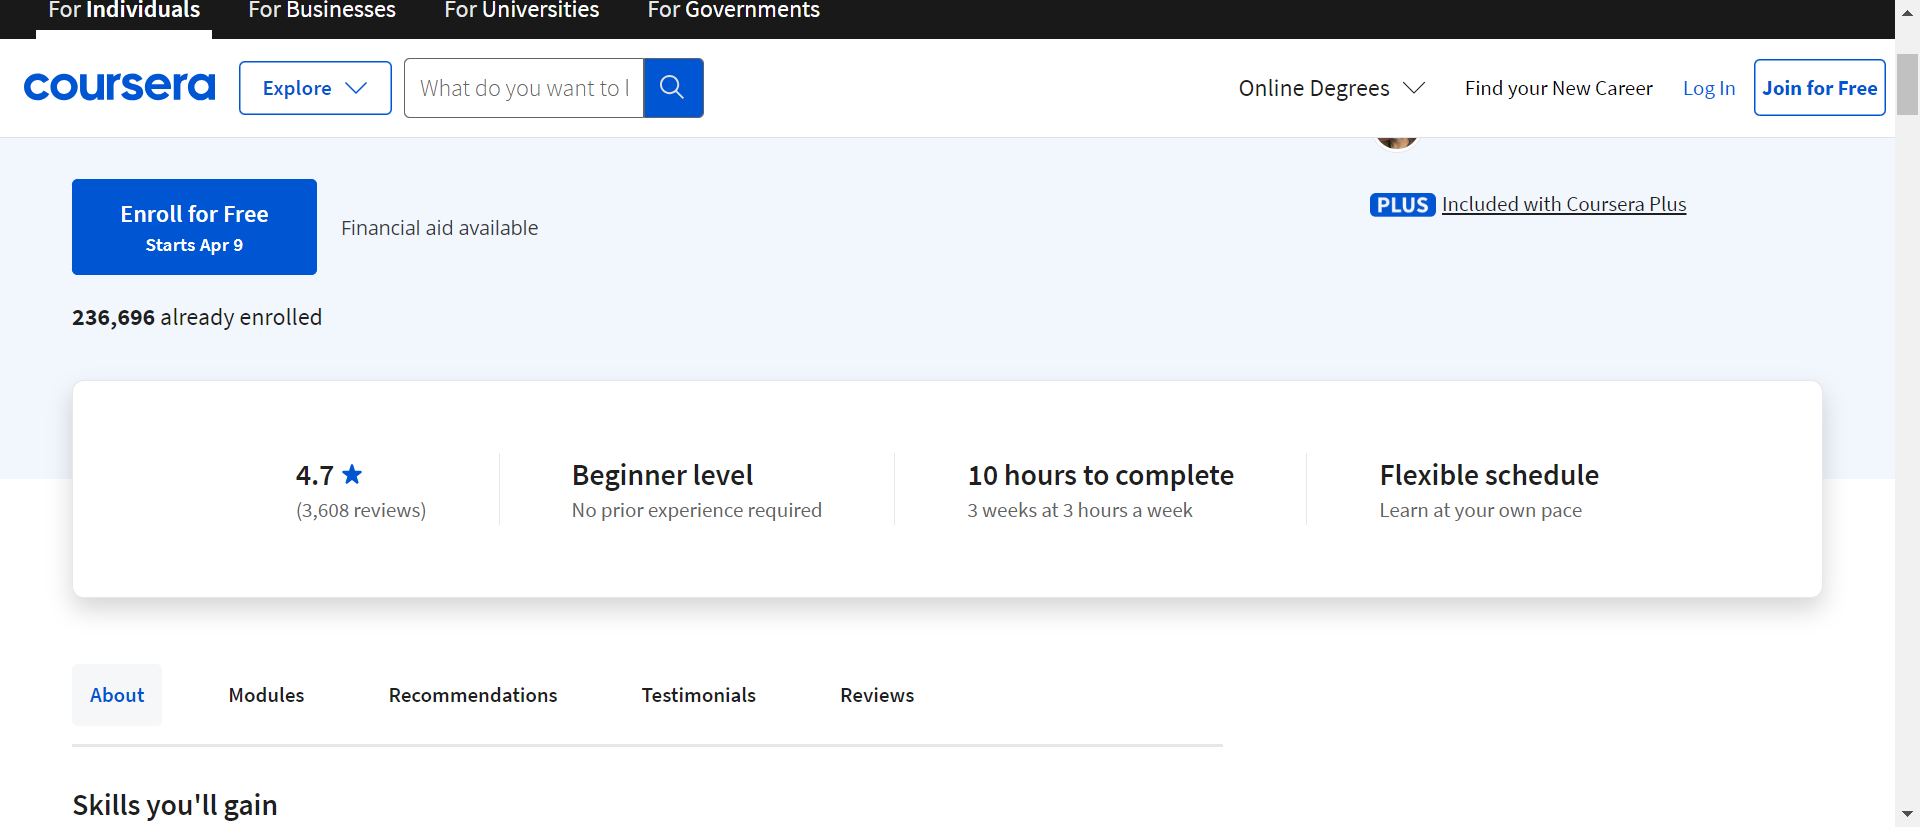 For Individuals For Businesses For Universities For Governments
coursera Explore What do you want to l Online Degrees Find your New Career Log In Join for Free
Enroll for Free
Starts Apr 9
Financial aid available
PLUS Included with Coursera Plus
236,696 already enrolled
4.7
(3,608 reviews)
Beginner level
No prior experience required
10 hours to complete
3 weeks at 3 hours a week
Flexible schedule
Learn at your own pace
About Modules Recommendations Testimonials Reviews
Skills you'll gain